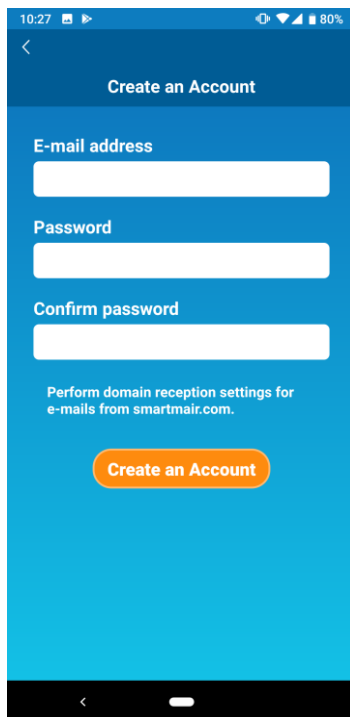 10:27 80%
Create an Account
E-mail address
Password
Confirm password
Perform domain reception settings for
e-mails from smartmair.com.
Create an Account